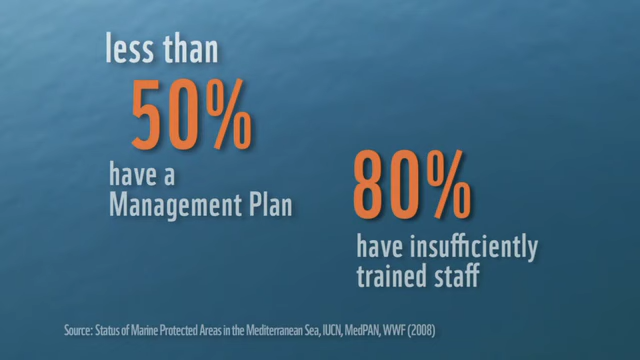 less than
50%
have a
Management Plan
80%
have insufficiently
trained staff
Source: Status of Marine Protected Areas in the Mediterranean Sea, IUCN, MedPAN, WWF (2008)